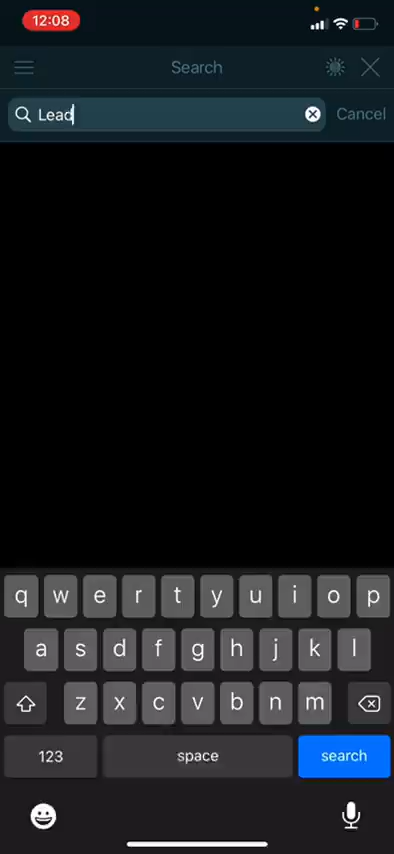 12:08
Search
Lead
Cancel
q w e r t y u i o p
a s d f g h j k l
z x c v b n m
123 space search